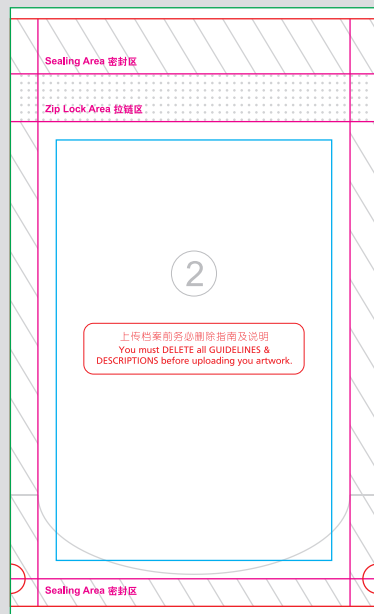 Sealing Area 密封区
Zip Lock Area 拉链区
2
上传档案前务必删除指南及说明
You must DELETE all GUIDELINES &
DESCRIPTIONS before uploading you artwork.
Sealing Area 密封区